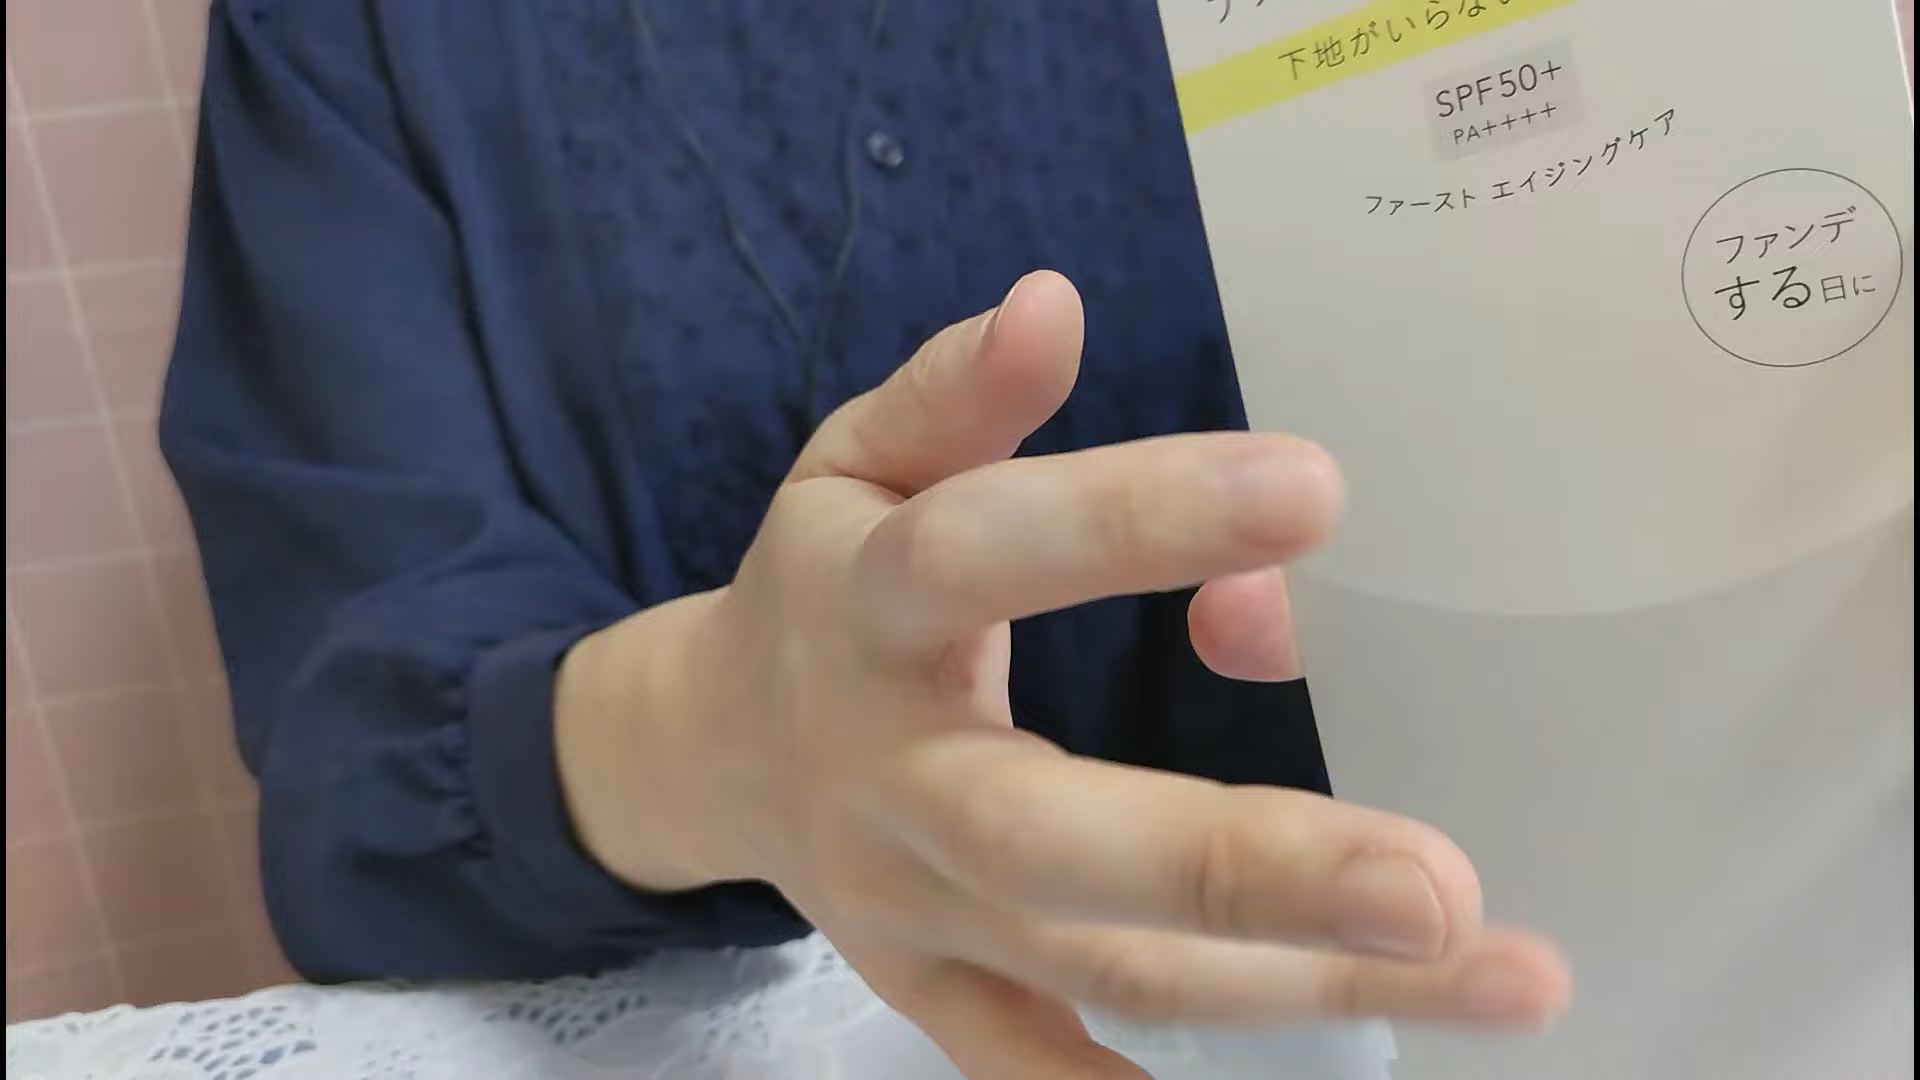 下地がいらない
SPF50+
PA++++
ファースト エイジングケア
ファンデ
する日に